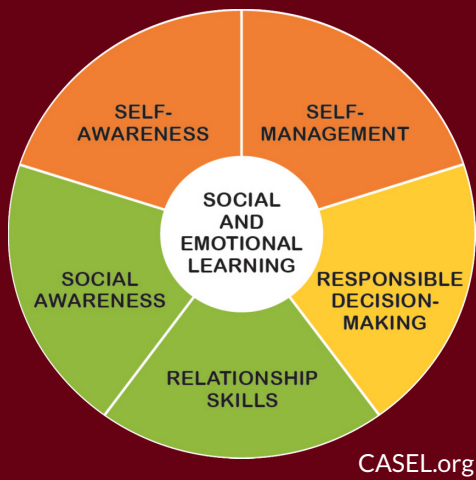 SELF-
AWARENESS
SELF-
MANAGEMENT
SOCIAL
AND
EMOTIONAL
LEARNING
SOCIAL
AWARENESS
RESPONSIBLE
DECISION-
MAKING
RELATIONSHIP
SKILLS
CASEL.org